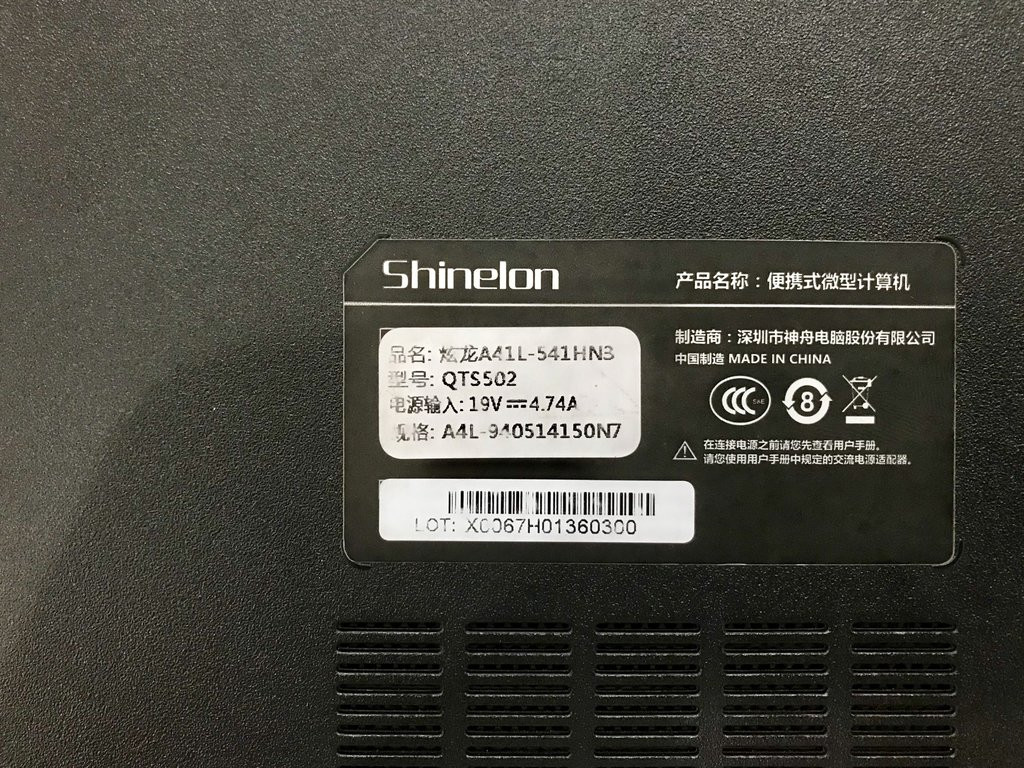 Shinelon
产品名称：便携式微型计算机
品名: 炫龙A41L-541HN3
型号: QTS502
电源输入: 19V⎓4.74A
规格: A4L-940514150N7
LOT: X0067H01360300
制造商：深圳市神舟电脑股份有限公司
中国制造 MADE IN CHINA
CCC S&E
8
在连接电源之前请您先查看用户手册。
请您使用用户手册中规定的交流电源适配器。